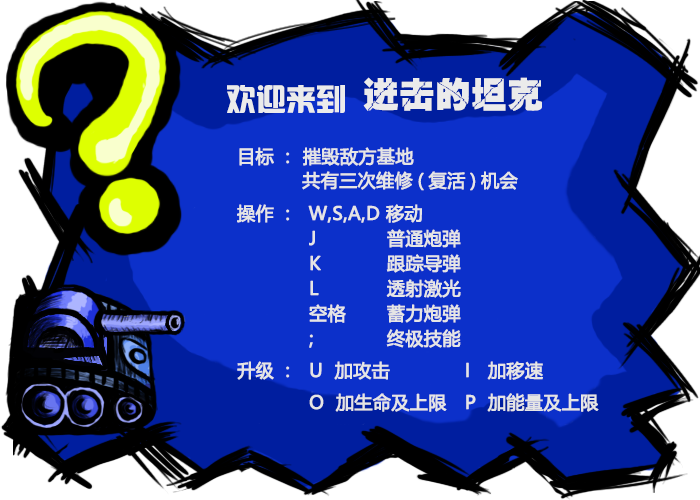 欢迎来到 进击的坦克
目标 : 摧毁敌方基地
共有三次维修 ( 复活 ) 机会
操作 : W,S,A,D 移动
J 普通炮弹
K 跟踪导弹
L 透射激光
空格 蓄力炮弹
; 终极技能
升级 : U 加攻击 I 加移速
O 加生命及上限 P 加能量及上限